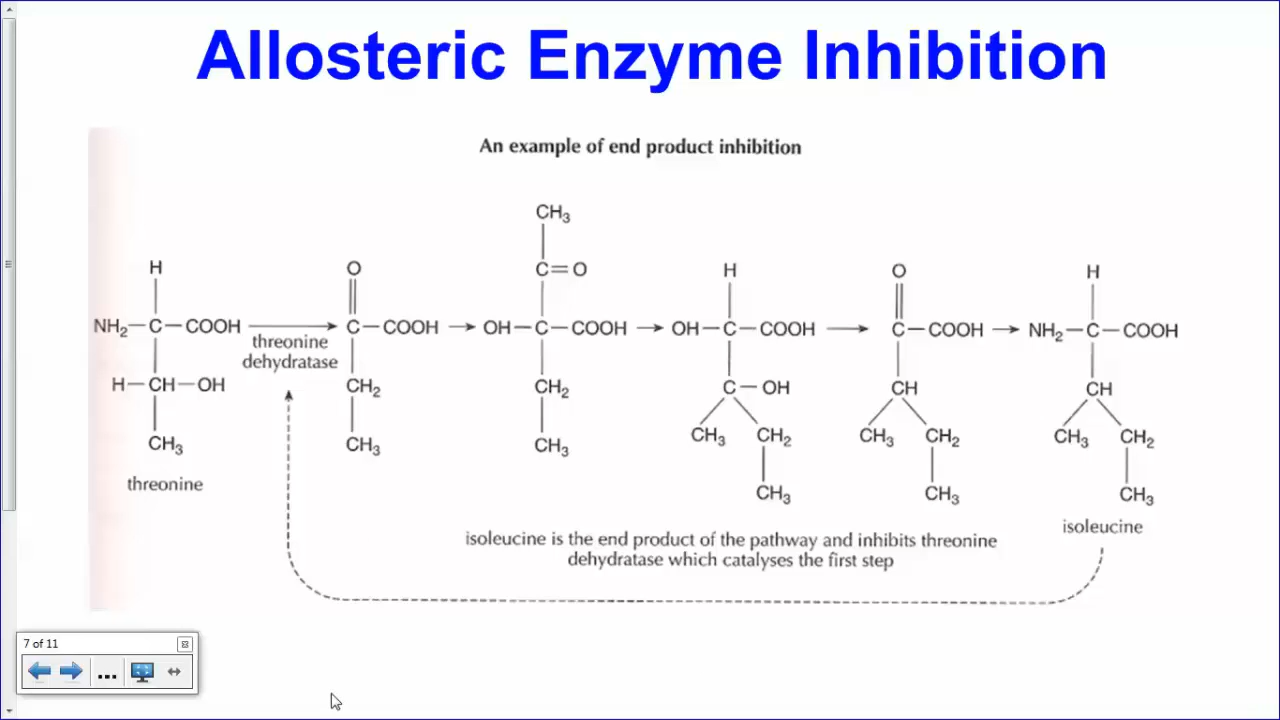 Allosteric Enzyme Inhibition
An example of end product inhibition
CH₃
C=O
H
O
H
O
H
NH₂—C—COOH
threonine
dehydratase
C—COOH
OH—C—COOH
OH—C—COOH
C—COOH
NH₂—C—COOH
H—CH—OH
CH₂
CH₂
C—OH
CH
CH
CH₃
CH₃
CH₃
CH₃ CH₂
CH₃ CH₂
CH₃ CH₂
CH₃
CH₃
CH₃
threonine
isoleucine
isoleucine is the end product of the pathway and inhibits threonine
dehydratase which catalyses the first step
7 of 11
...